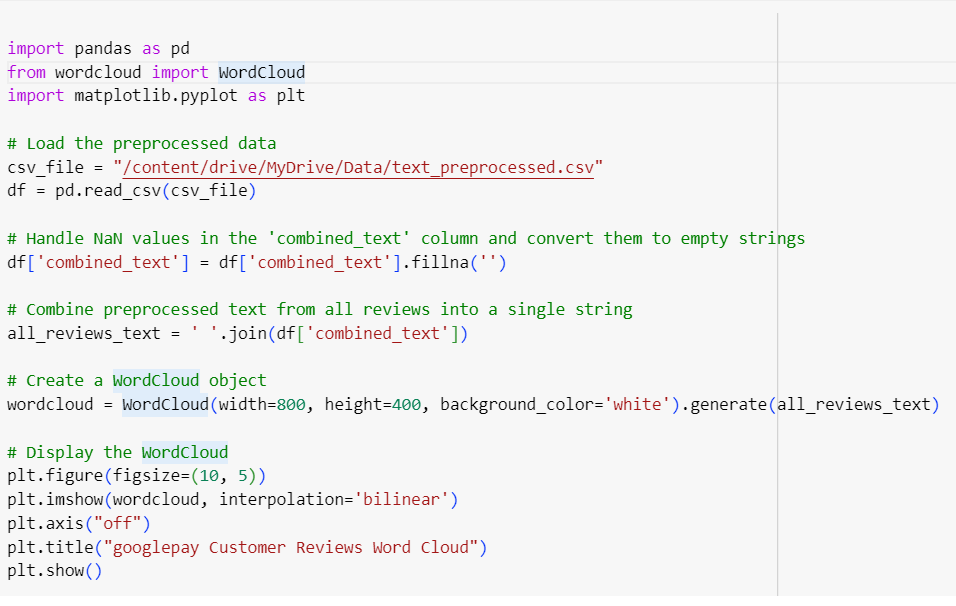 import pandas as pd
from wordcloud import WordCloud
import matplotlib.pyplot as plt
# Load the preprocessed data
csv_file = "/content/drive/MyDrive/Data/text_preprocessed.csv"
df = pd.read_csv(csv_file)
# Handle NaN values in the 'combined_text' column and convert them to empty strings
df['combined_text'] = df['combined_text'].fillna('')
# Combine preprocessed text from all reviews into a single string
all_reviews_text = ' '.join(df['combined_text'])
# Create a WordCloud object
wordcloud = WordCloud(width=800, height=400, background_color='white').generate(all_reviews_text)
# Display the WordCloud
plt.figure(figsize=(10, 5))
plt.imshow(wordcloud, interpolation='bilinear')
plt.axis("off")
plt.title("googlepay Customer Reviews Word Cloud")
plt.show()